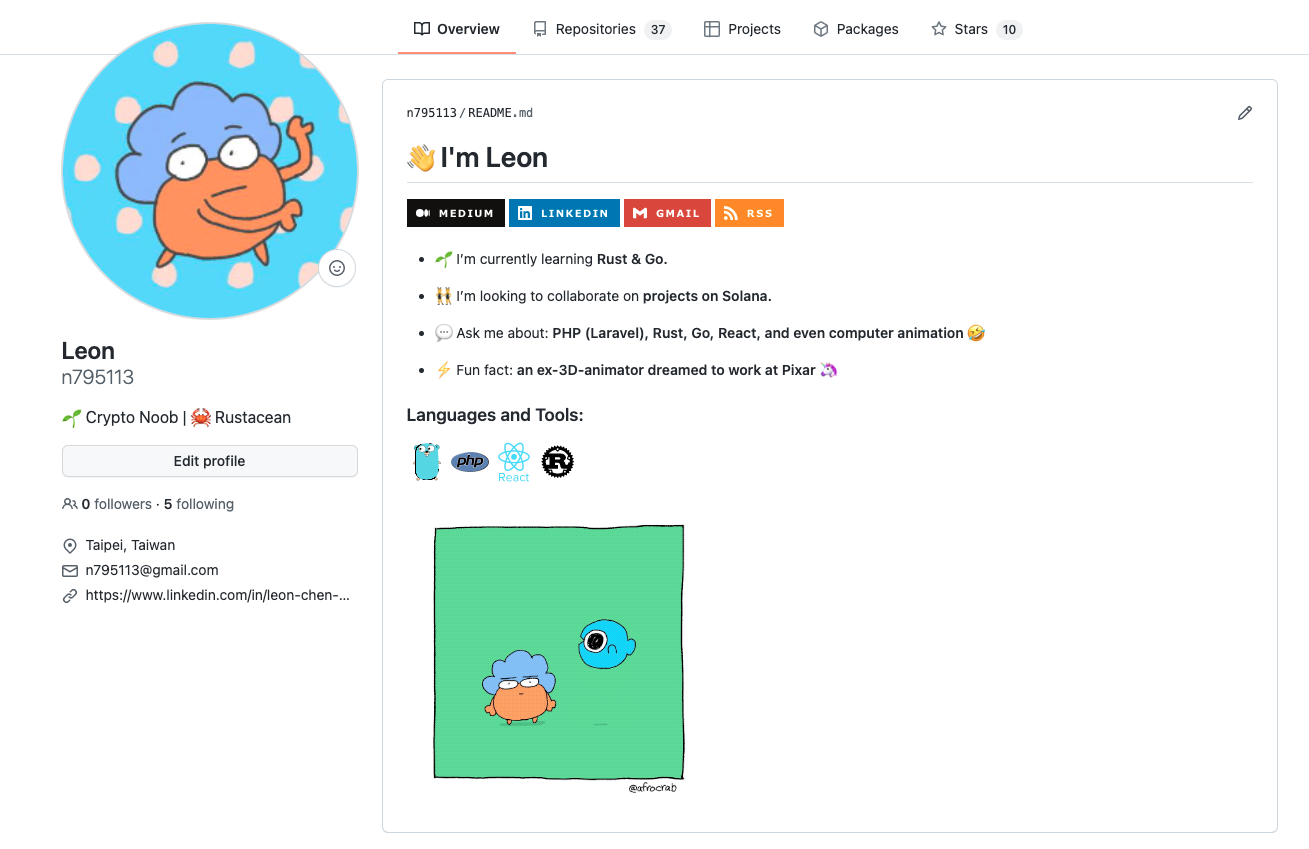 Overview Repositories 37 Projects Packages Stars 10
n795113/README.md
👋 I'm Leon
MEDIUM LINKEDIN GMAIL RSS
🌱 I'm currently learning Rust & Go.
👯 I'm looking to collaborate on projects on Solana.
💬 Ask me about: PHP (Laravel), Rust, Go, React, and even computer animation 🤣
⚡ Fun fact: an ex-3D-animator dreamed to work at Pixar 🦄
Languages and Tools:
php React R
@afrocrab
Leon
n795113
🌱 Crypto Noob | 🦀 Rustacean
Edit profile
0 followers · 5 following
Taipei, Taiwan
n795113@gmail.com
https://www.linkedin.com/in/leon-chen-...